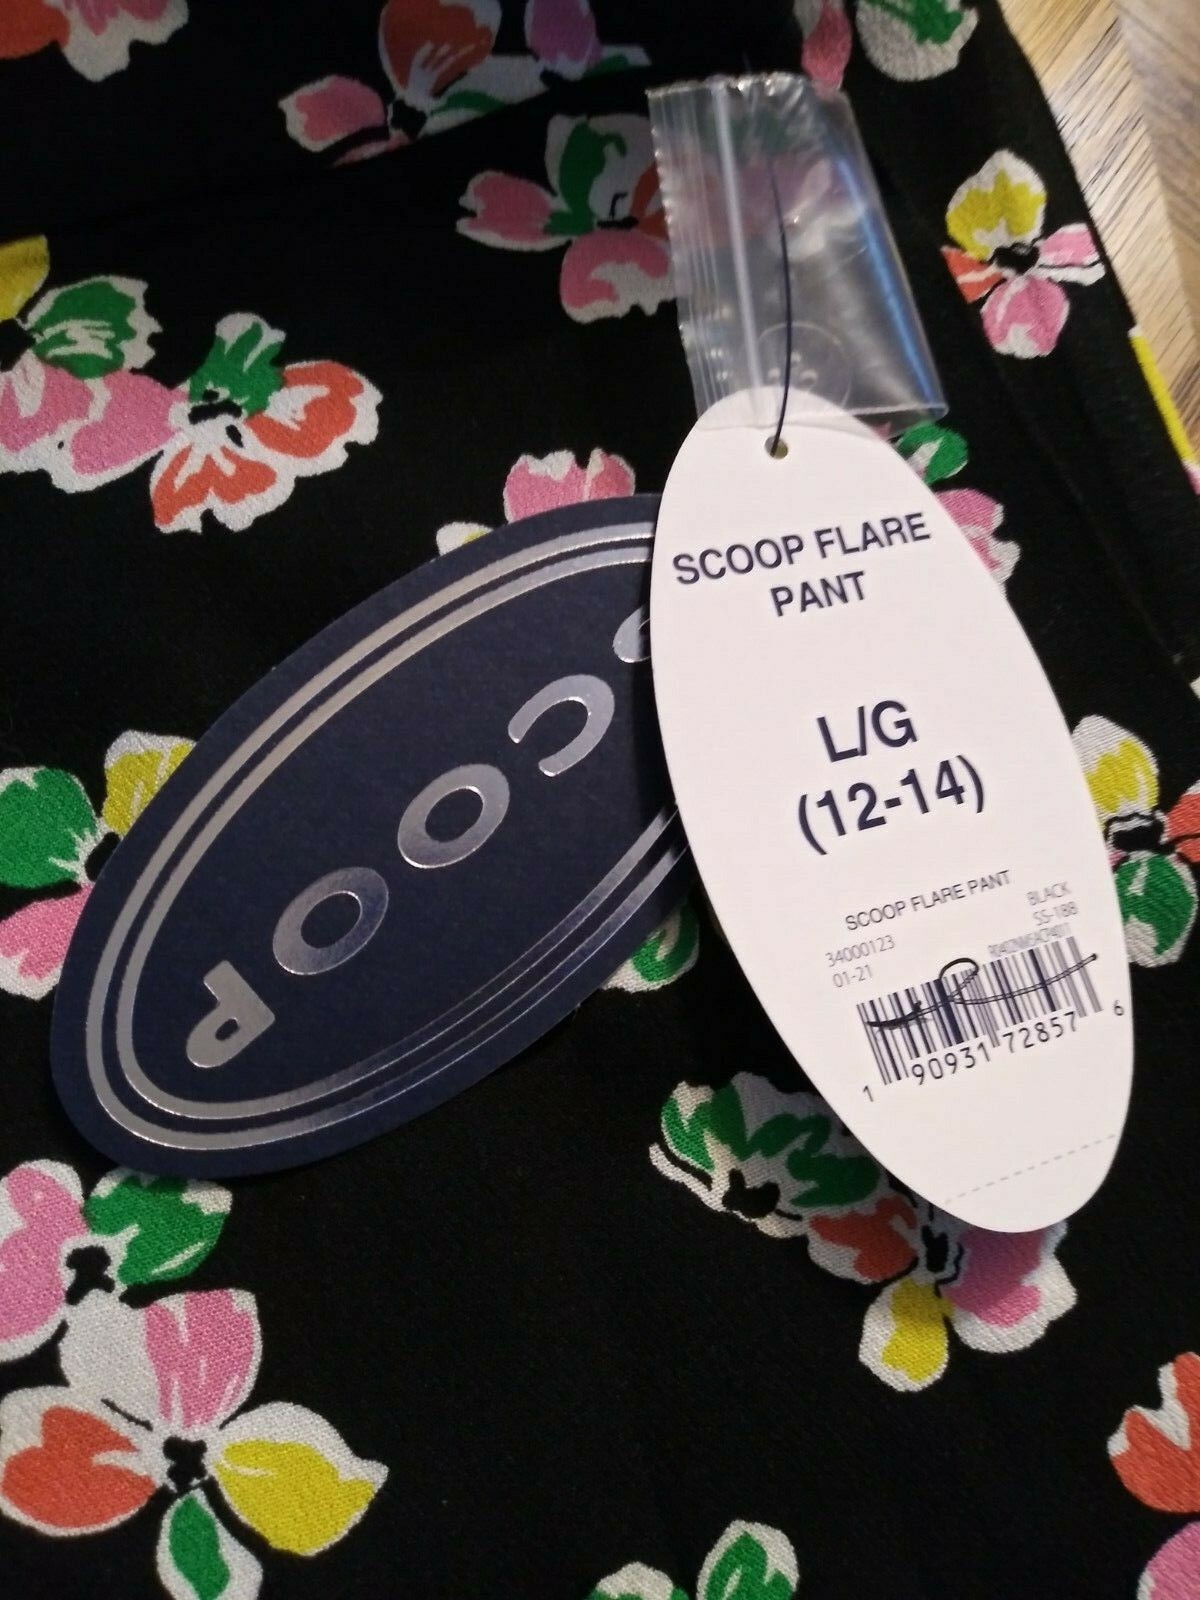 SCOOP
SCOOP FLARE
PANT
L/G
(12-14)
SCOOP FLARE PANT
34000123
BLACK
01-21
SS-188
1 90931 72857 6